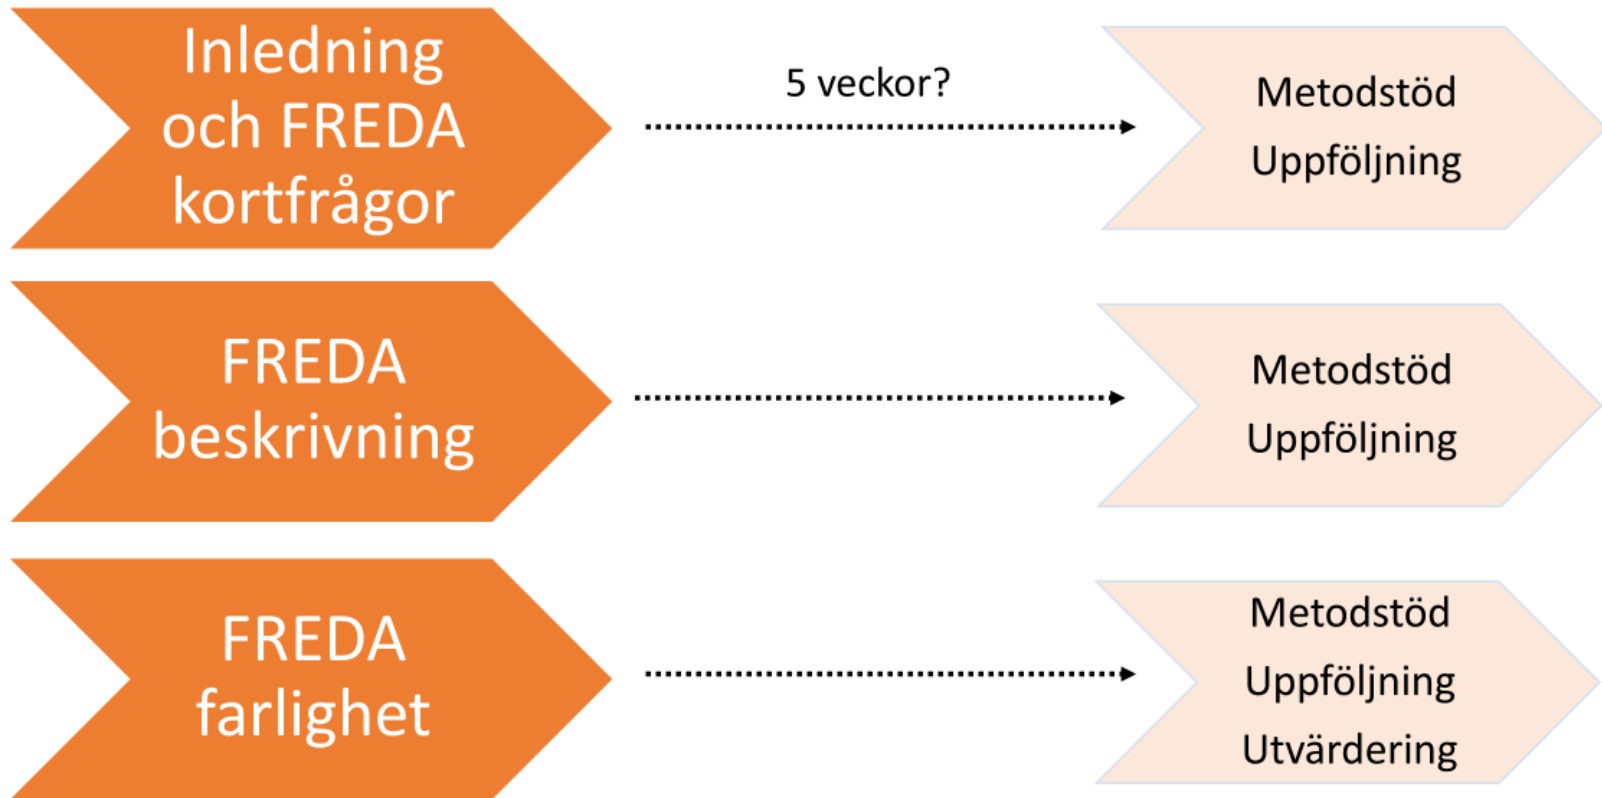 Inledning
och FREDA
kortfrågor
5 veckor?
Metodstöd
Uppföljning
FREDA
beskrivning
Metodstöd
Uppföljning
FREDA
farlighet
Metodstöd
Uppföljning
Utvärdering